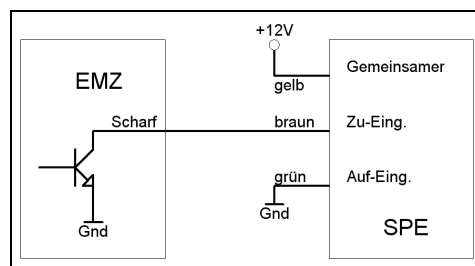 +12V
EMZ
gelb
Gemeinsamer
Scharf
braun
Zu-Eing.
grün
Auf-Eing.
Gnd
Gnd
SPE